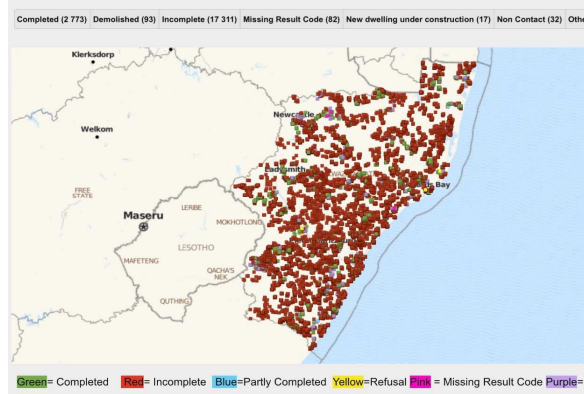 Completed (2 773) Demolished (93) Incomplete (17 311) Missing Result Code (82) New dwelling under construction (17) Non Contact (32) Othe
Klerksdorp
Newcastle
Welkom
Ladysmith
FREE
STATE
LERIBE
Maseru
MOKHOTLONG
LESOTHO
MAFETENG
QACHA'S
NEK
QUTHING
Green= Completed Red= Incomplete Blue=Partly Completed Yellow=Refusal Pink = Missing Result Code Purple=